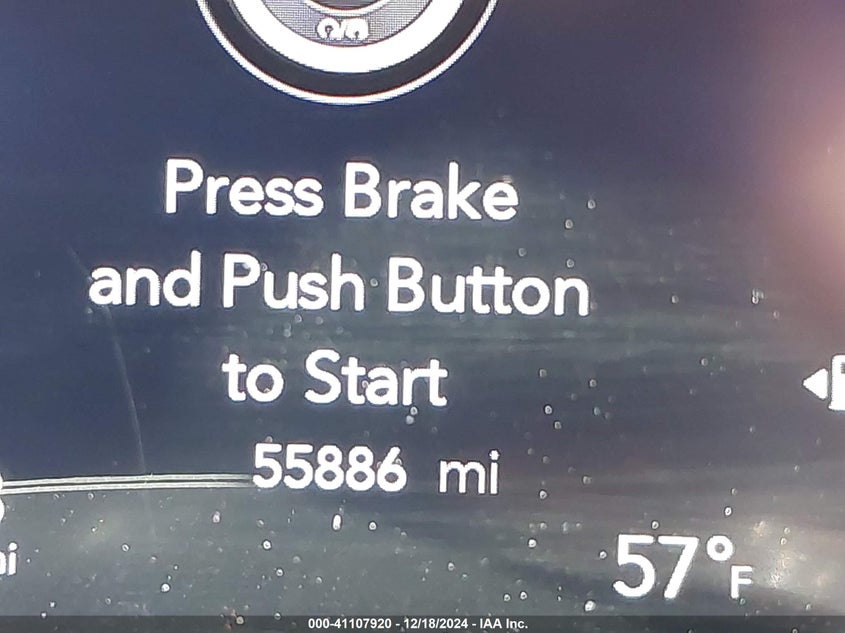 Press Brake
and Push Button
to Start
55886 mi
57°F
000-41107920 - 12/18/2024 - IAA Inc.